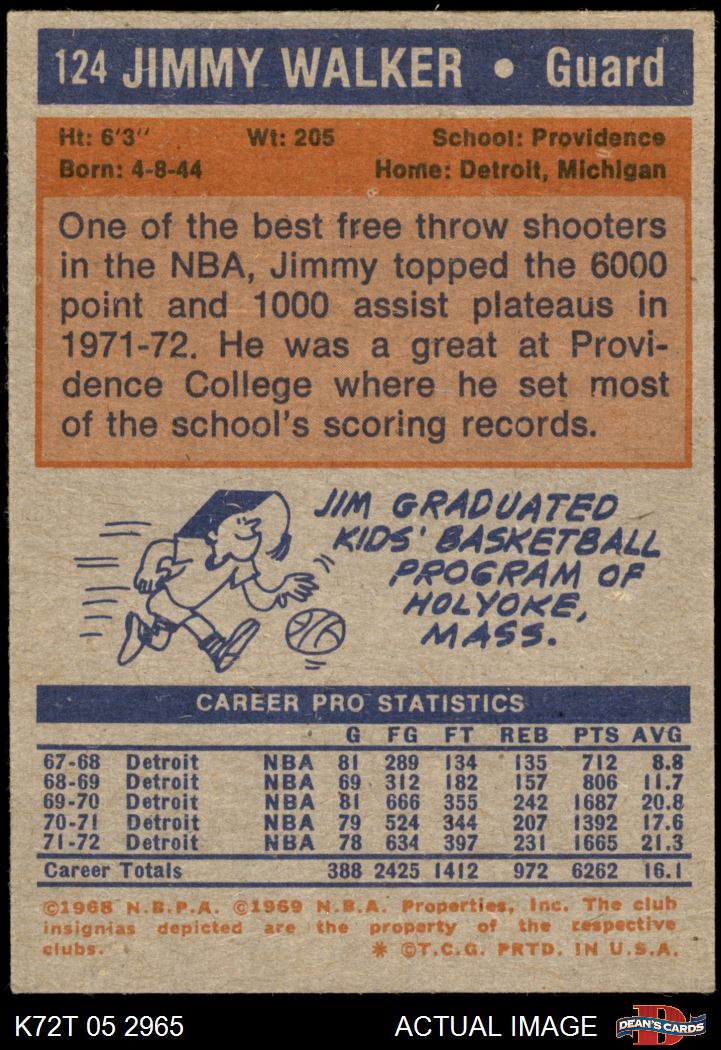 124 JIMMY WALKER • Guard
Ht: 6'3" Wt: 205 School: Providence
Born: 4-8-44 Home: Detroit, Michigan
One of the best free throw shooters
in the NBA, Jimmy topped the 6000
point and 1000 assist plateaus in
1971-72. He was a great at Provi-
dence College where he set most
of the school's scoring records.
JIM GRADUATED
KIDS' BASKETBALL
PROGRAM OF
HOLYOKE,
MASS.
CAREER PRO STATISTICS
G FG FT REB PTS AVG
67-68 Detroit NBA 81 289 134 135 712 8.8
68-69 Detroit NBA 69 312 182 157 806 11.7
69-70 Detroit NBA 81 666 355 242 1687 20.8
70-71 Detroit NBA 79 524 344 207 1392 17.6
71-72 Detroit NBA 78 634 397 231 1665 21.3
Career Totals 388 2425 1412 972 6262 16.1
©1968 N.B.P.A. ©1969 N.B.A. Properties, Inc. The club
insignias depicted are the property of the respective
clubs. * ©T.C.G. PRTD. IN U.S.A.
K72T 05 2965 ACTUAL IMAGE D DEAN'S CARDS